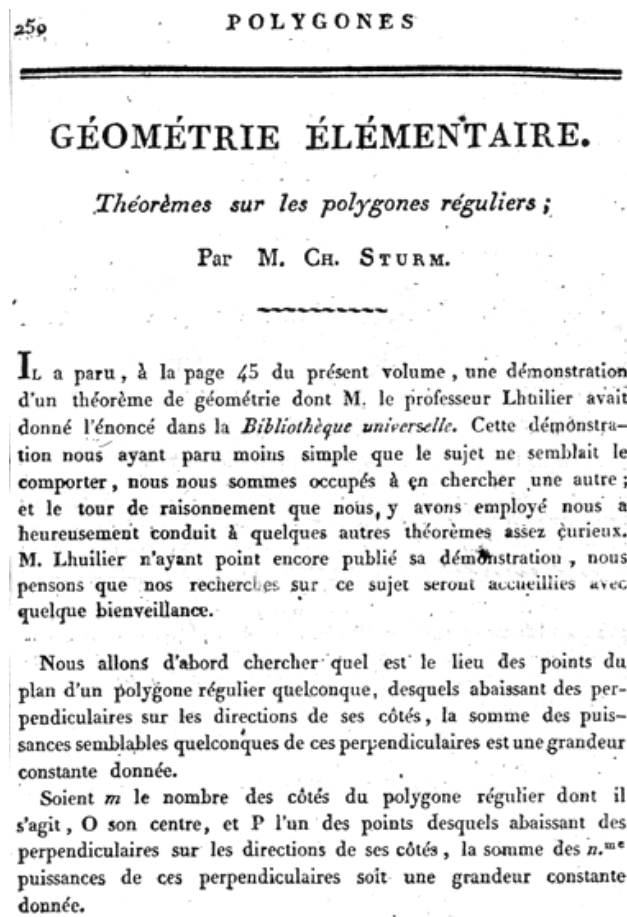 250
POLYGONES
GÉOMÉTRIE ÉLÉMENTAIRE.
Théorèmes sur les polygones réguliers ;
Par M. CH. STURM.
IL a paru, à la page 45 du présent volume, une démonstration
d'un théorème de géométrie dont M. le professeur Lhuilier avait
donné l'énoncé dans la Bibliothèque universelle. Cette démonstra-
tion nous ayant paru moins simple que le sujet ne semblait le
comporter, nous nous sommes occupés à en chercher une autre ;
et le tour de raisonnement que nous y avons employé nous a
heureusement conduit à quelques autres théorèmes assez curieux.
M. Lhuilier n'ayant point encore publié sa démonstration, nous
pensons que nos recherches sur ce sujet seront accueillies avec
quelque bienveillance.
Nous allons d'abord chercher quel est le lieu des points du
plan d'un polygone régulier quelconque, desquels abaissant des per-
pendiculaires sur les directions de ses côtés, la somme des puis-
sances semblables quelconques de ces perpendiculaires est une grandeur
constante donnée.
Soient m le nombre des côtés du polygone régulier dont il
s'agit, O son centre, et P l'un des points desquels abaissant des
perpendiculaires sur les directions de ses côtés, la somme des n.me
puissances de ces perpendiculaires soit une grandeur constante
donnée.